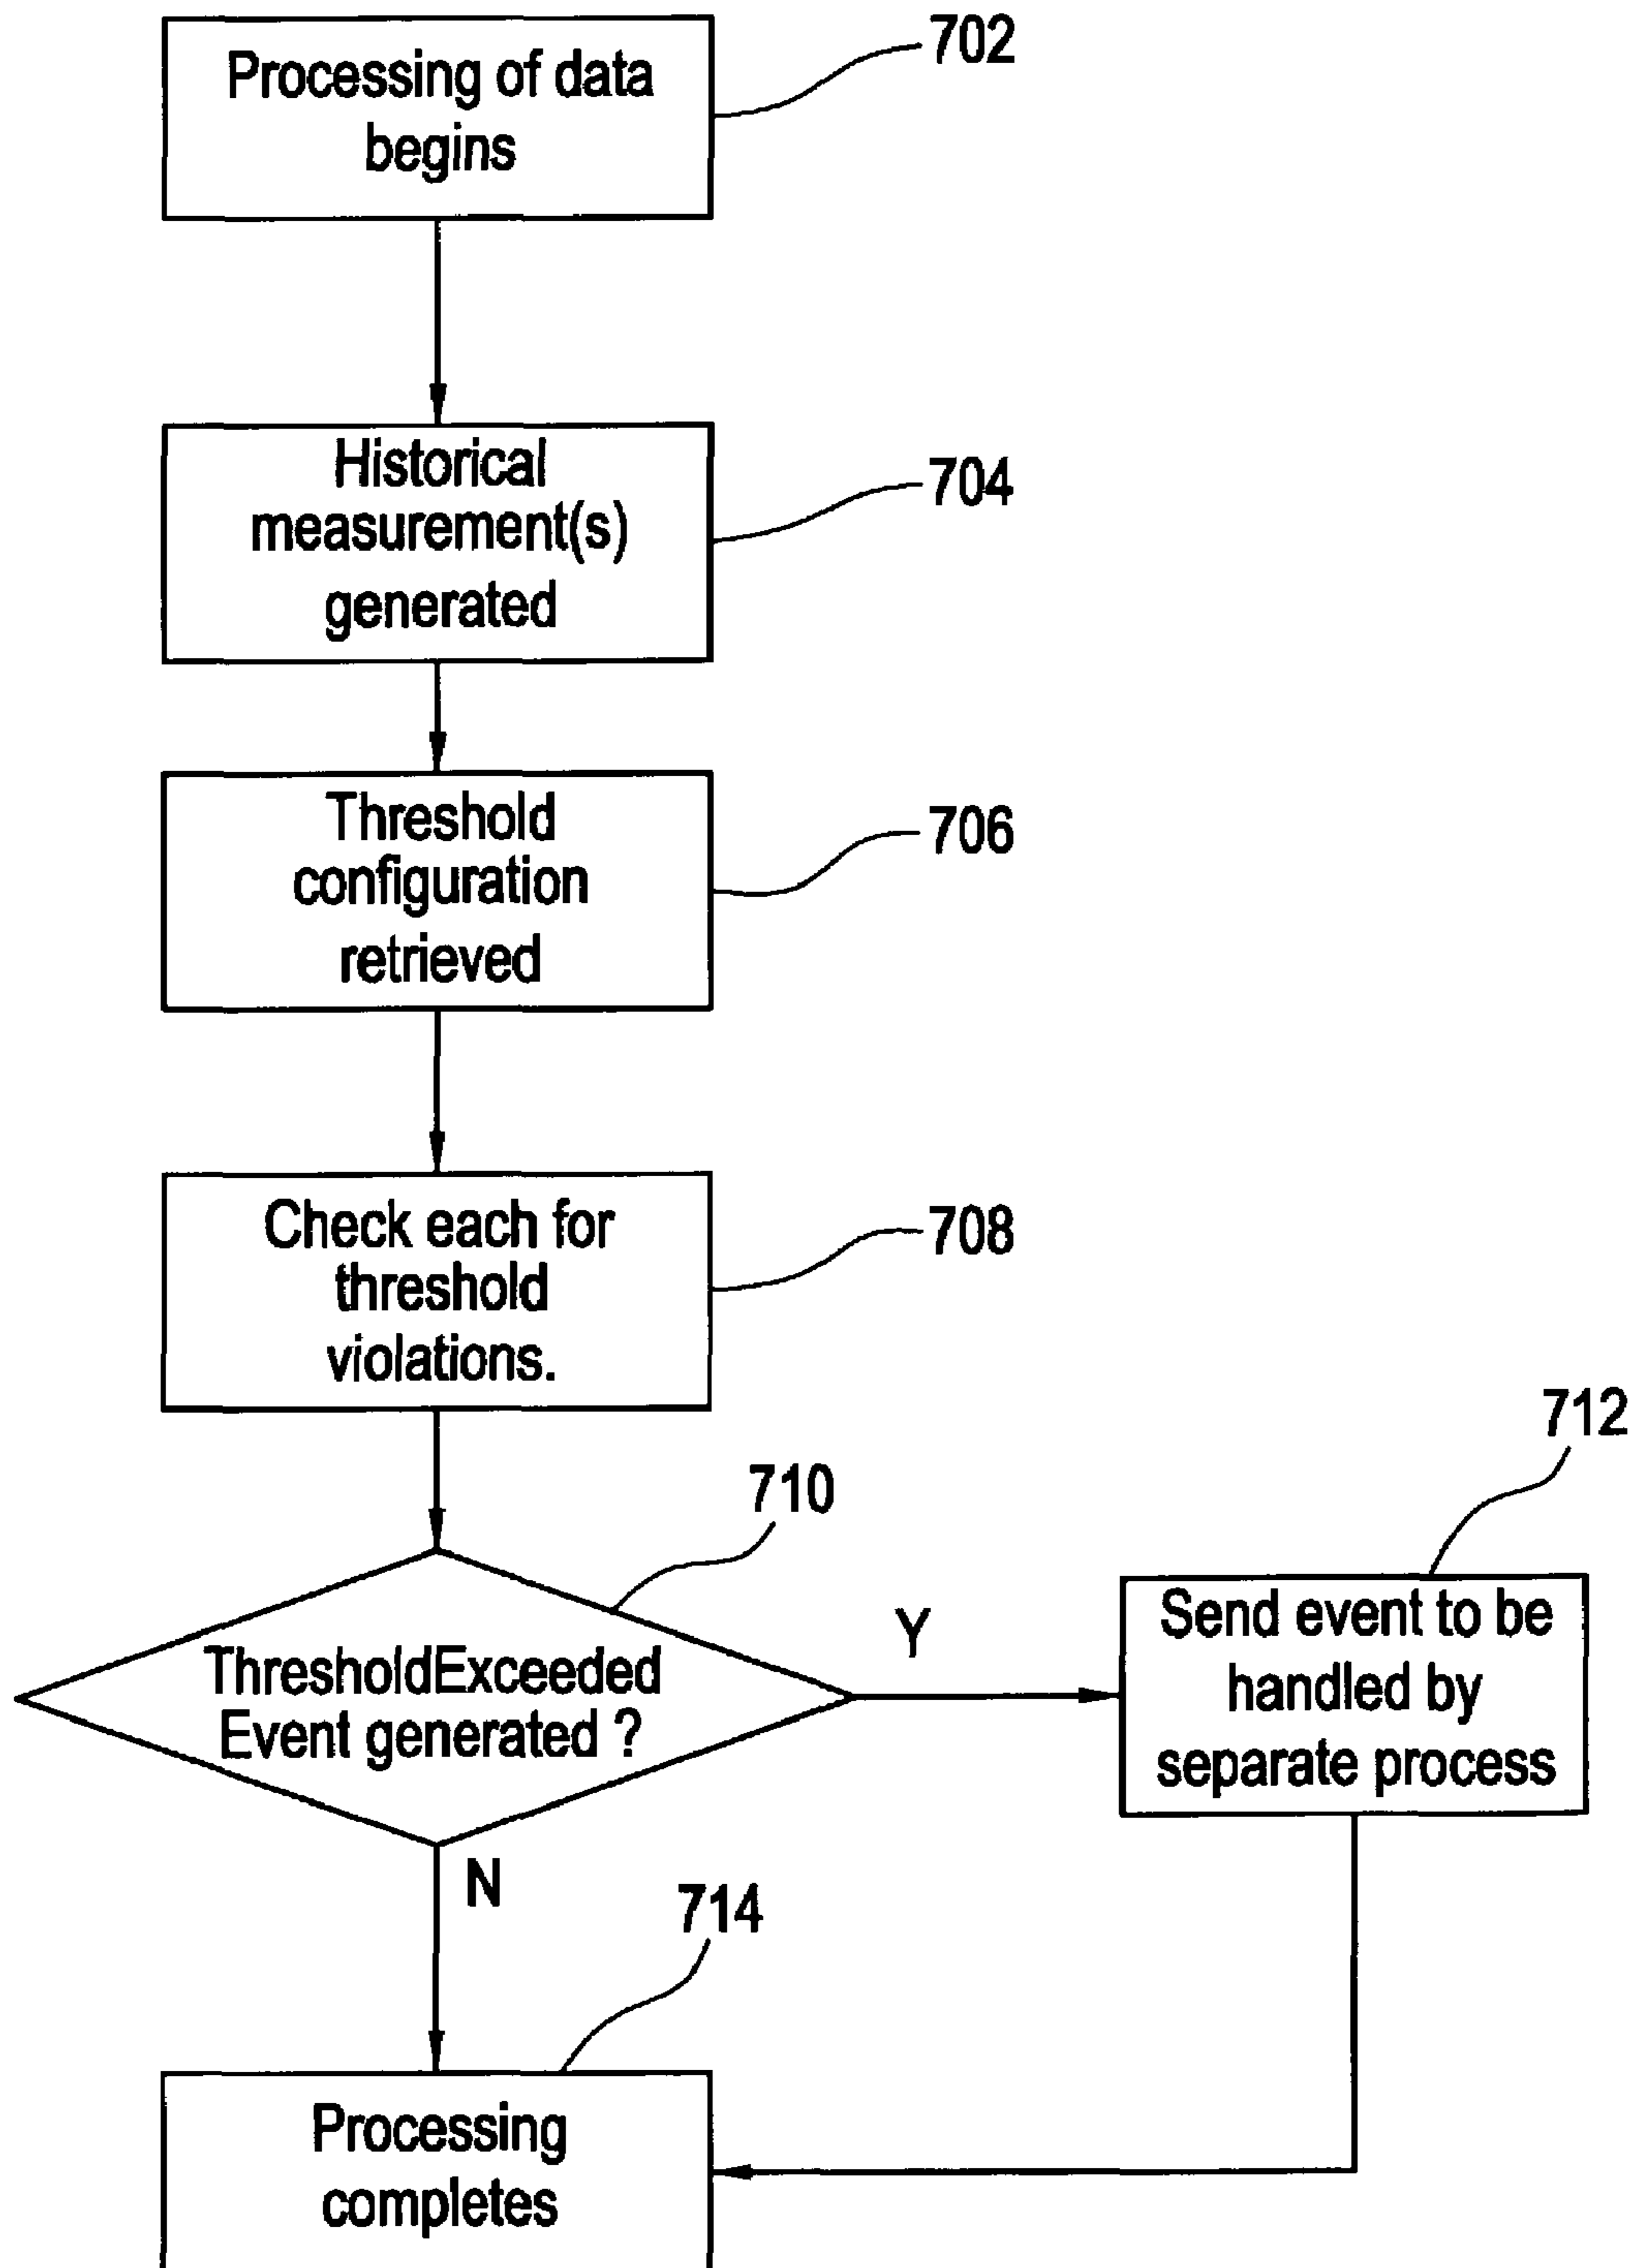 Processing of data
begins
702
Historical
measurement(s)
generated
704
Threshold
configuration
retrieved
706
Check each for
threshold
violations.
708
710
ThresholdExceeded
Event generated ?
Y
N
712
Send event to be
handled by
separate process
714
Processing
completes